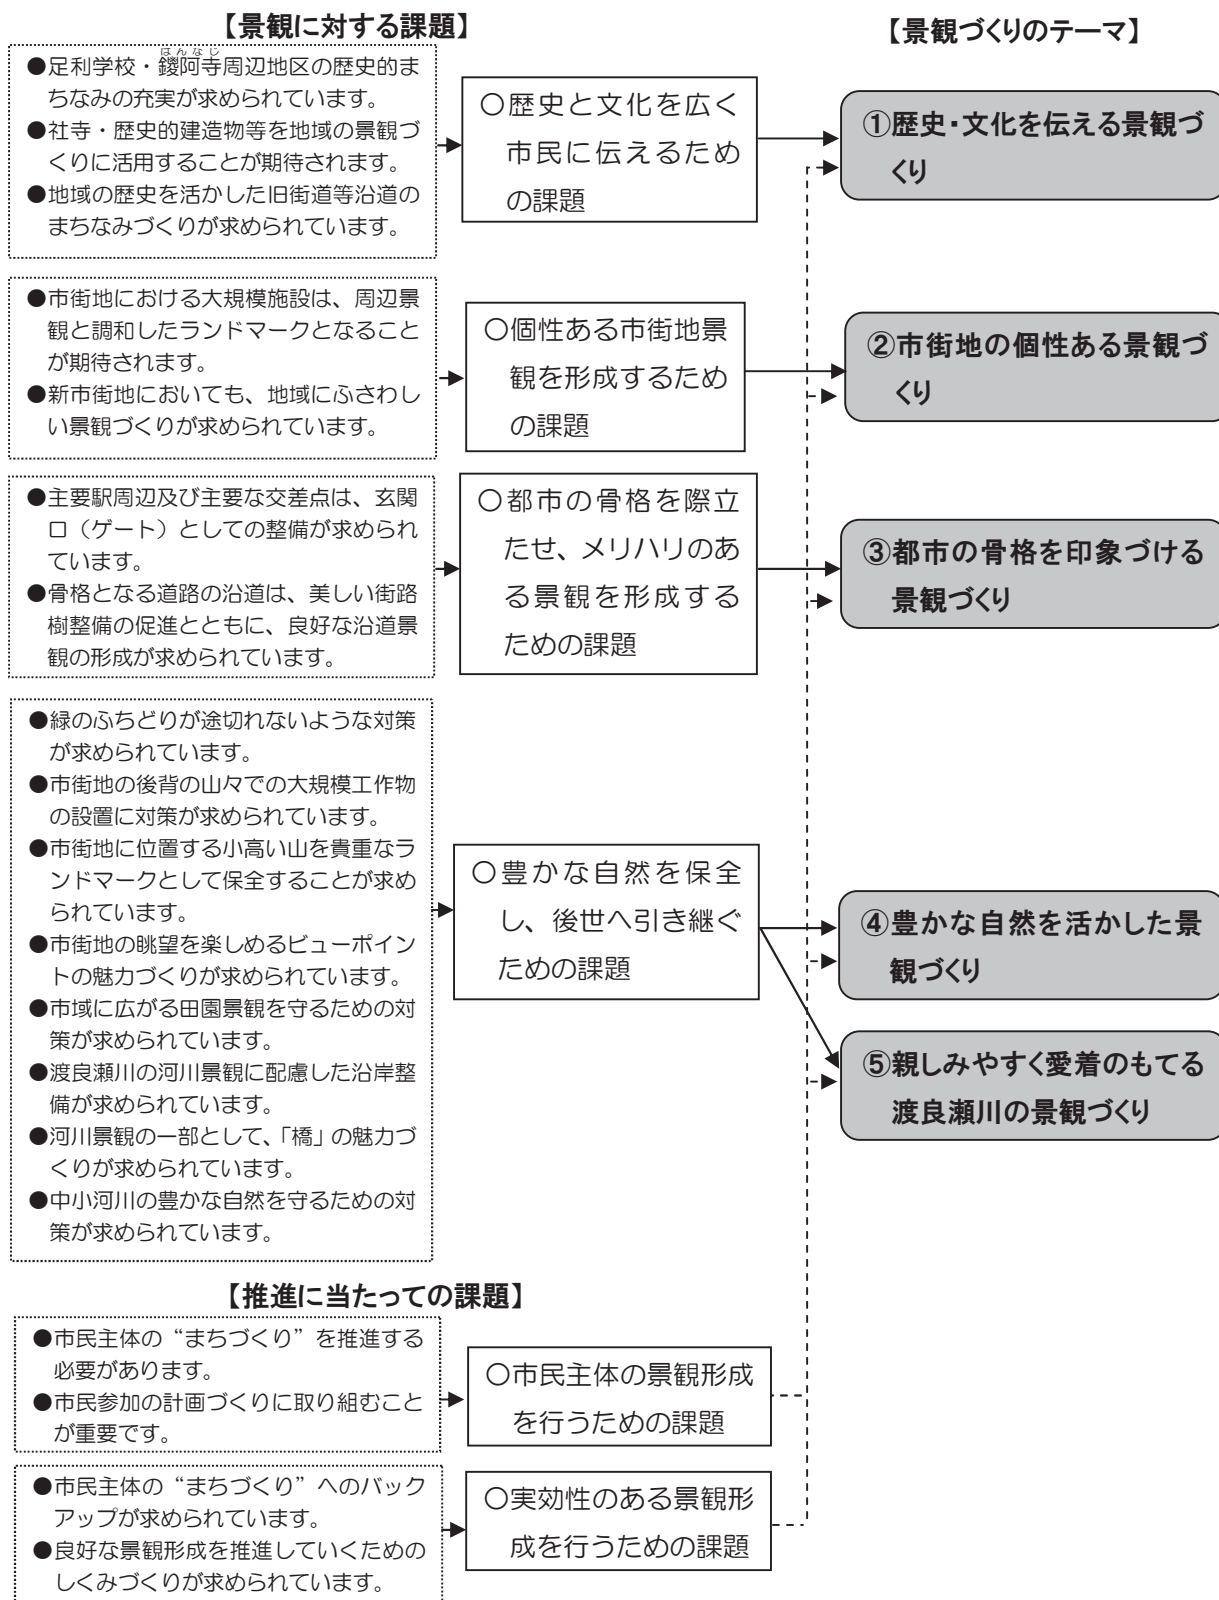 【景観に対する課題】
●足利学校・鑁阿寺周辺地区の歴史的ま
ばんなじ
ちなみの充実が求められています。
●社寺・歴史的建造物等を地域の景観づ
くりに活用することが期待されます。
●地域の歴史を活かした旧街道等沿道の
まちなみづくりが求められています。
〇歴史と文化を広く
市民に伝えるため
の課題
【景観づくりのテーマ】
①歴史・文化を伝える景観づ
くり
●市街地における大規模施設は、周辺景
観と調和したランドマークとなること
が期待されます。
●新市街地においても、地域にふさわし
い景観づくりが求められています。
〇個性ある市街地景
観を形成するため
の課題
②市街地の個性ある景観づ
くり
●主要駅周辺及び主要な交差点は、玄関
口（ゲート）としての整備が求められ
ています。
●骨格となる道路の沿道は、美しい街路
樹整備の促進とともに、良好な沿道景
観の形成が求められています。
〇都市の骨格を際立
たせ、メリハリのあ
る景観を形成する
ための課題
③都市の骨格を印象づける
景観づくり
●緑のふちどりが途切れないような対策
が求められています。
●市街地の後背の山々での大規模工作物
の設置に対策が求められています。
●市街地に位置する小高い山を貴重なラ
ンドマークとして保全することが求め
られています。
●市街地の眺望を楽しめるビューポイン
トの魅力づくりが求められています。
●市域に広がる田園景観を守るための対
策が求められています。
●渡良瀬川の河川景観に配慮した沿岸整
備が求められています。
●河川景観の一部として、「橋」の魅力づ
くりが求められています。
●中小河川の豊かな自然を守るための対
策が求められています。
〇豊かな自然を保全
し、後世へ引き継ぐ
ための課題
④豊かな自然を活かした景
観づくり
⑤親しみやすく愛着のもてる
渡良瀬川の景観づくり
【推進に当たっての課題】
●市民主体の“まちづくり”を推進する
必要があります。
●市民参加の計画づくりに取り組むこと
が重要です。
〇市民主体の景観形成
を行うための課題
●市民主体の“まちづくり”へのバック
アップが求められています。
●良好な景観形成を推進していくための
しくみづくりが求められています。
〇実効性のある景観形
成を行うための課題